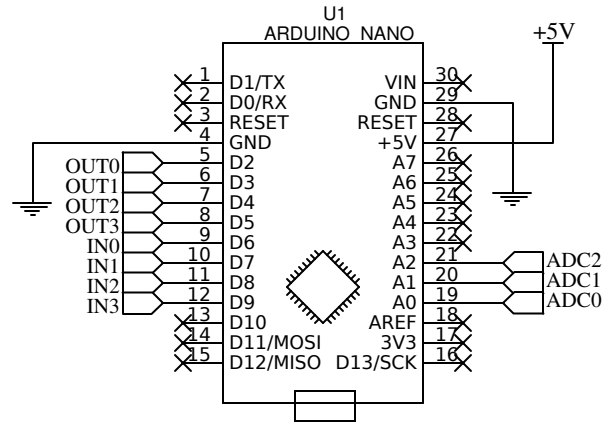 U1
ARDUINO NANO
+5V
1 D1/TX VIN 30
2 D0/RX GND 29
3 RESET RESET 28
4 GND +5V 27
OUT0 5 D2 A7 26
OUT1 6 D3 A6 25
OUT2 7 D4 A5 24
OUT3 8 D5 A4 23
IN0 9 D6 A3 22
IN1 10 D7 A2 21 ADC2
IN2 11 D8 A1 20 ADC1
IN3 12 D9 A0 19 ADC0
13 D10 AREF 18
14 D11/MOSI 3V3 17
15 D12/MISO D13/SCK 16